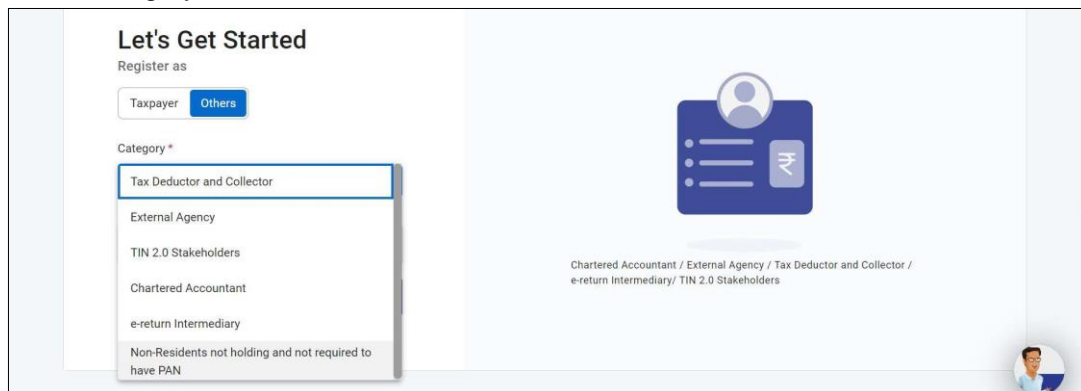 Let's Get Started
Register as
Taxpayer Others
Category *
Tax Deductor and Collector
External Agency
TIN 2.0 Stakeholders
Chartered Accountant
e-return Intermediary
Non-Residents not holding and not required to
have PAN
₹
Chartered Accountant / External Agency / Tax Deductor and Collector /
e-return Intermediary/ TIN 2.0 Stakeholders